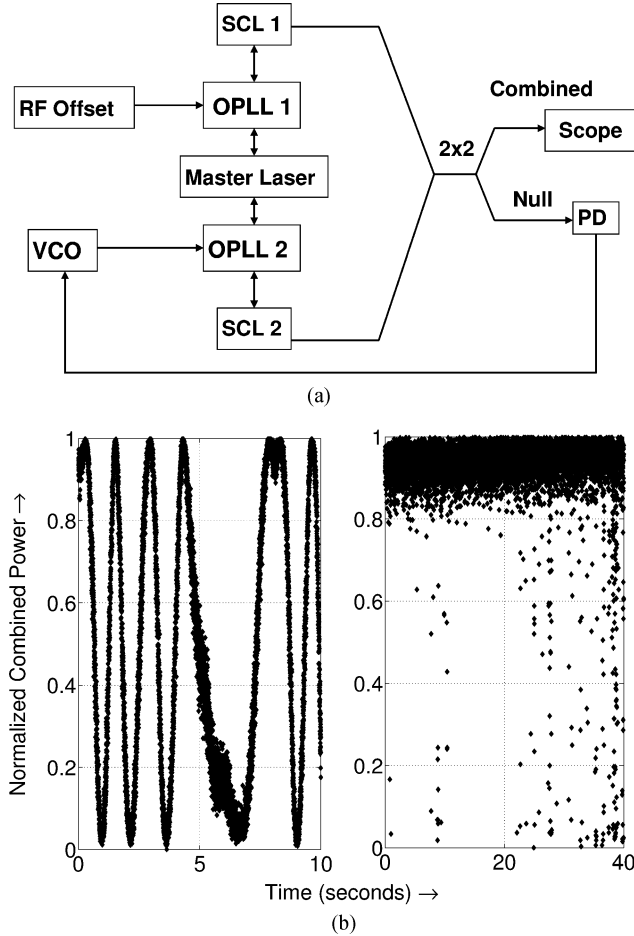 SCL 1
Combined
RF Offset
OPLL 1
Scope
2x2
Master Laser
Null
PD
VCO
OPLL 2
SCL 2
(a)
Normalized Combined Power →
1
0.8
0.6
0.4
0.2
0
0
5
10
1
0.8
0.6
0.4
0.2
0
0
20
40
Time (seconds) →
(b)